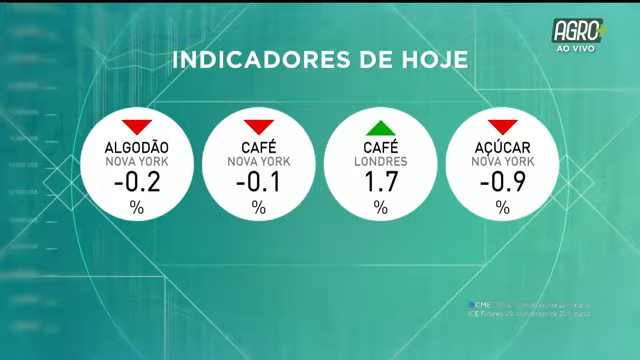 AGRO+
AO VIVO
INDICADORES DE HOJE
ALGODÃO
NOVA YORK
-0.2
%
CAFÉ
NOVA YORK
-0.1
%
CAFÉ
LONDRES
1.7
%
AÇÚCAR
NOVA YORK
-0.9
%
CME
ICE Futures US